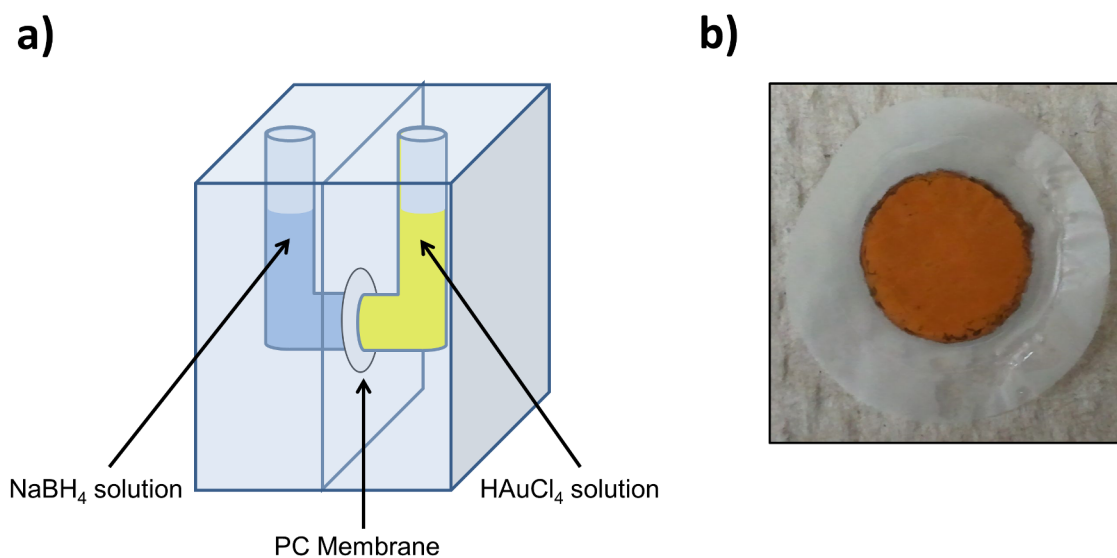 a)
b)
NaBH₄ solution
HAuCl₄ solution
PC Membrane